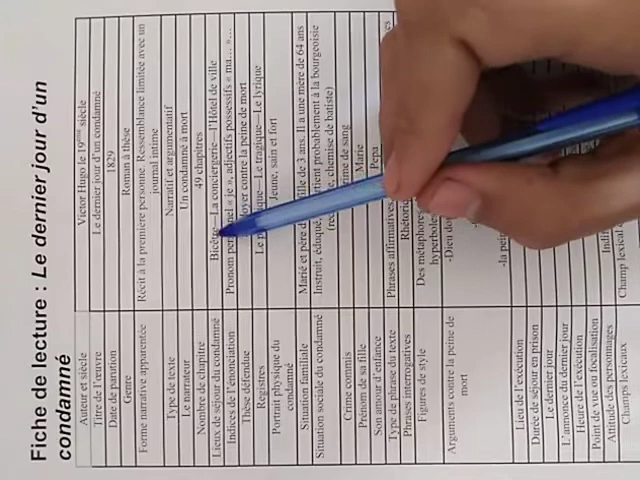 Fiche de lecture : Le dernier jour d'un
condamné
Auteur et siècle Victor Hugo le 19ème siècle
Titre de l'œuvre Le dernier jour d'un condamné
Date de parution 1829
Genre Roman à thèse
Forme narrative apparentée Récit à la première personne. Ressemblance limitée avec un
journal intime
Type de texte Narratif et argumentatif
Le narrateur Un condamné à mort
Nombre de chapitre 49 chapitres
Lieux de séjour du condamné Bicêtre—La conciergerie—l'Hôtel de ville
Indices de l'énonciation Pronom personnel « je », adjectifs possessifs « ma... »...
Thèse défendue contre la peine de mort
Registres Le Le tragique—Le lyrique
Portrait physique du
condamné Jeune, sain et fort
Situation familiale Marié et père fille de 3 ans. Il a une mère de 64 ans
Situation sociale du condamné Instruit, éduqué, probablement à la bourgeoisie
chemise de batiste)
Crime commis de sang
Prénom de sa fille Marie
Son amour d'enfance Pepa
Type de phrase du texte Phrases affirmatives
Phrases interrogatives
Figures de style Des métaphores
Arguments contre la peine de
mort -Dieu
-la
Lieu de l'exécution
Durée de séjour en prison
Le dernier jour
L'annonce du dernier jour
Heure de l'exécution
Point de vue ou focalisation
Attitude des personnages
Champs lexicaux Champ lexical